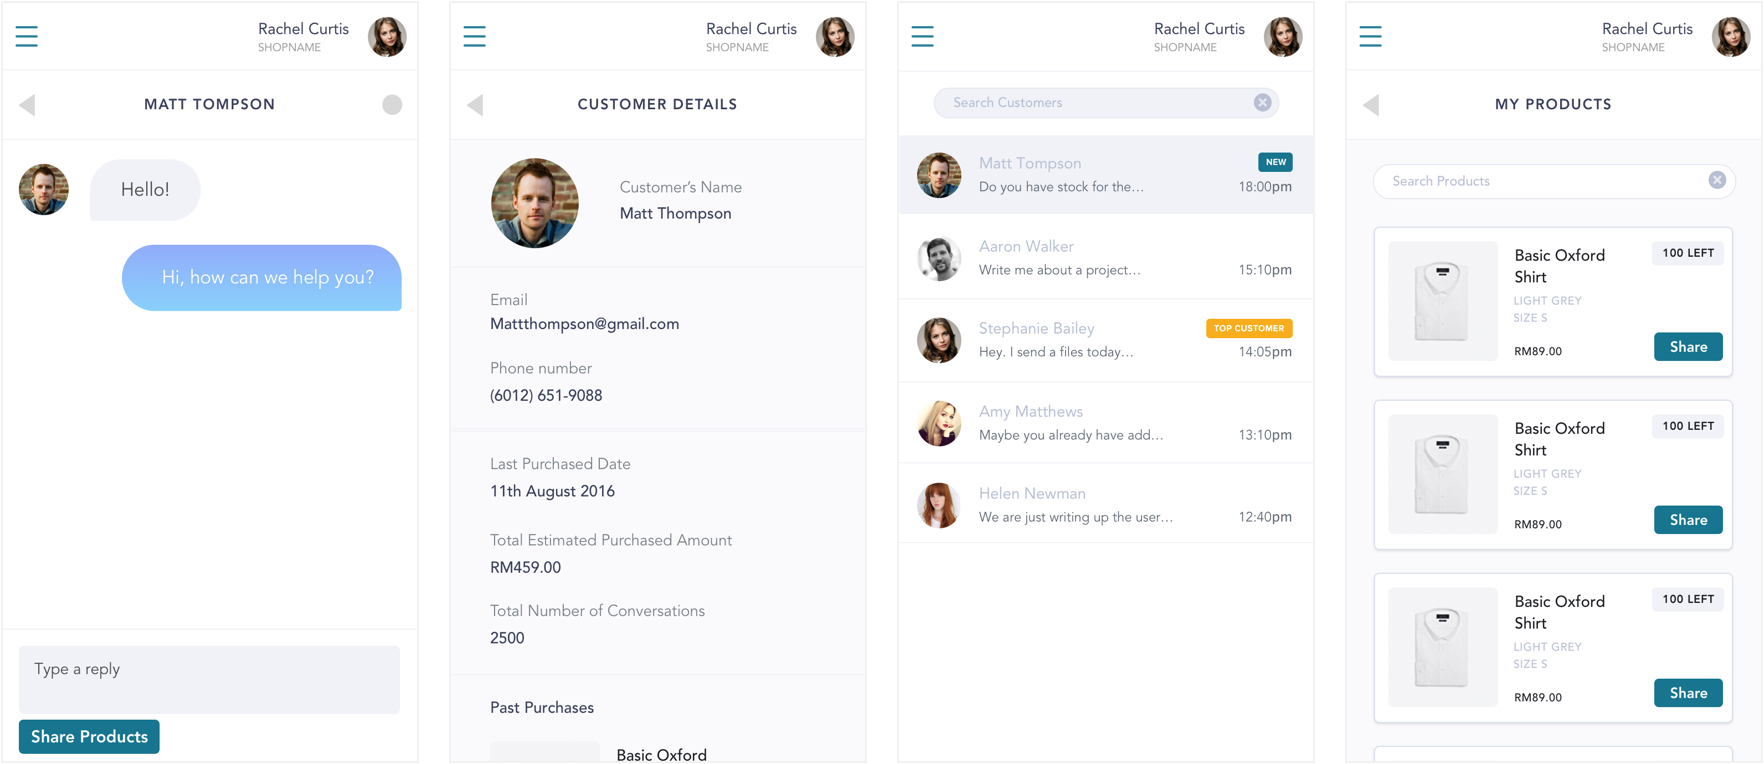 Rachel Curtis
SHOPNAME
MATT TOMPSON
Hello!
Hi, how can we help you?
Type a reply
Share Products
Rachel Curtis
SHOPNAME
CUSTOMER DETAILS
Customer's Name
Matt Thompson
Email
Mattthompson@gmail.com
Phone number
(6012) 651-9088
Last Purchased Date
11th August 2016
Total Estimated Purchased Amount
RM459.00
Total Number of Conversations
2500
Past Purchases
Basic Oxford
Rachel Curtis
SHOPNAME
Search Customers
Matt Tompson
NEW
Do you have stock for the...
18:00pm
Aaron Walker
Write me about a project...
15:10pm
Stephanie Bailey
TOP CUSTOMER
Hey. I send a files today...
14:05pm
Amy Matthews
Maybe you already have add...
13:10pm
Helen Newman
We are just writing up the user...
12:40pm
Rachel Curtis
SHOPNAME
MY PRODUCTS
Search Products
Basic Oxford
Shirt
100 LEFT
LIGHT GREY
SIZE S
RM89.00
Share
Basic Oxford
Shirt
100 LEFT
LIGHT GREY
SIZE S
RM89.00
Share
Basic Oxford
Shirt
100 LEFT
LIGHT GREY
SIZE S
RM89.00
Share